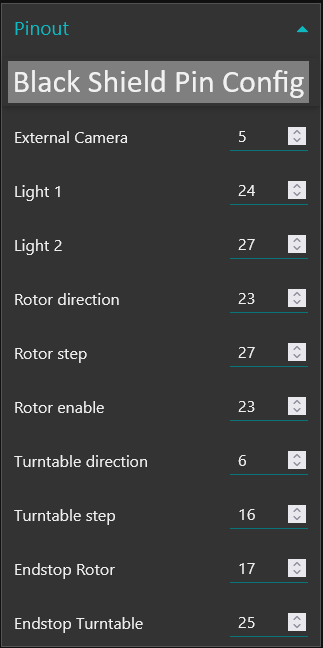 Pinout
Black Shield Pin Config
External Camera 5
Light 1 24
Light 2 27
Rotor direction 23
Rotor step 27
Rotor enable 23
Turntable direction 6
Turntable step 16
Endstop Rotor 17
Endstop Turntable 25